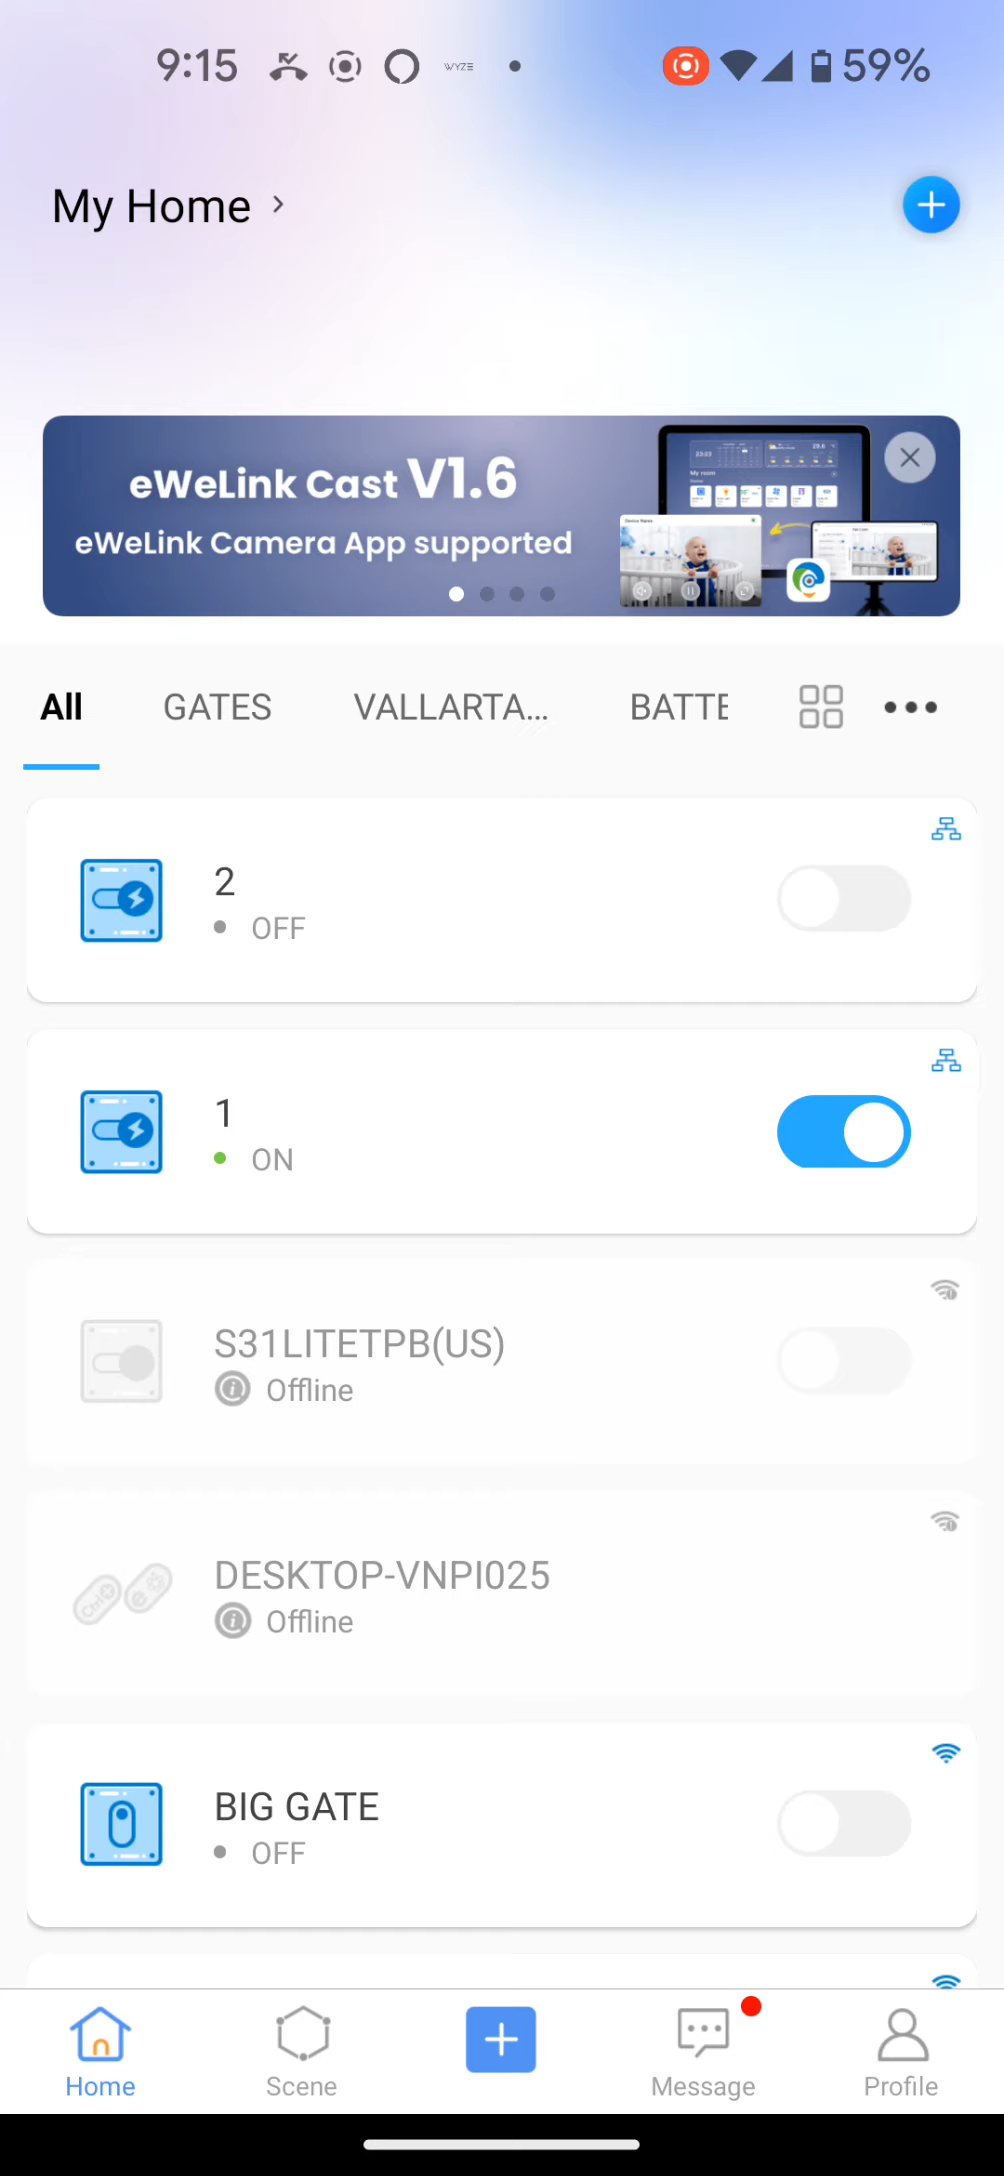 9:15
WYZE
59%
My Home
eWeLink Cast V1.6
eWeLink Camera App supported
All
GATES
VALLARTA...
BATTE
2
OFF
1
ON
S31LITETPB(US)
Offline
DESKTOP-VNPI025
Offline
BIG GATE
OFF
Home
Scene
Message
Profile